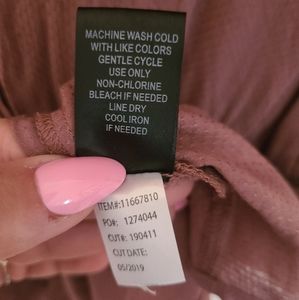 MACHINE WASH COLD
WITH LIKE COLORS
GENTLE CYCLE
USE ONLY
NON-CHLORINE
BLEACH IF NEEDED
LINE DRY
COOL IRON
IF NEEDED
ITEM#:11667810
PO#: 1274044
CUT#: 190411
CUT DATE:
05/2019